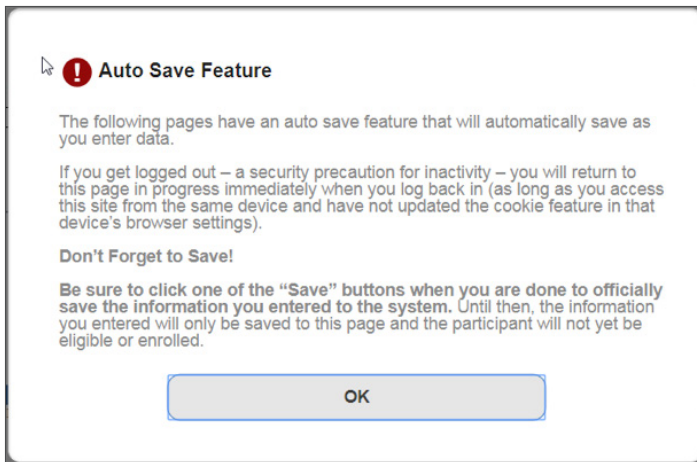 Auto Save Feature
The following pages have an auto save feature that will automatically save as
you enter data.
If you get logged out – a security precaution for inactivity – you will return to
this page in progress immediately when you log back in (as long as you access
this site from the same device and have not updated the cookie feature in that
device's browser settings).
Don't Forget to Save!
Be sure to click one of the “Save” buttons when you are done to officially
save the information you entered to the system. Until then, the information
you entered will only be saved to this page and the participant will not yet be
eligible or enrolled.
OK